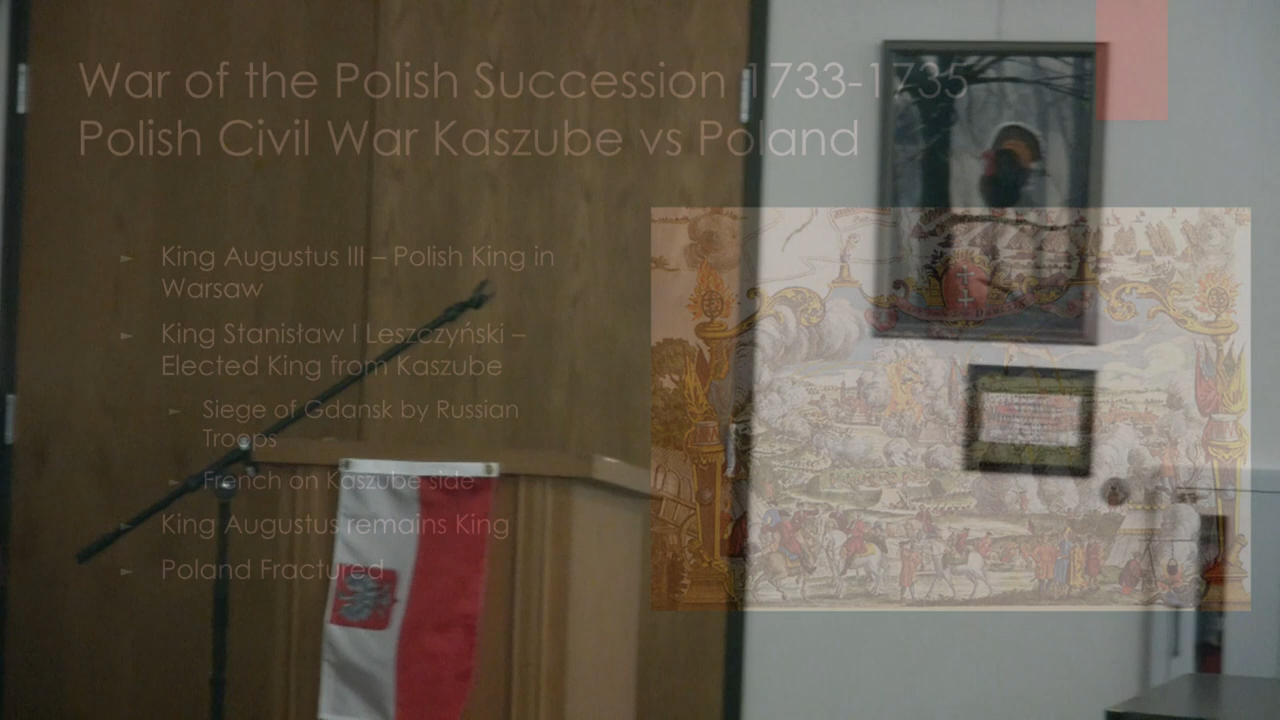 War of the Polish Succession 1733-1735
Polish Civil War Kaszube vs Poland
King Augustus III – Polish King in
Warsaw
King Stanisław I Leszczyński –
Elected King from Kaszube
Siege of Gdansk by Russian
Troops
French on Kaszube side
King Augustus remains King
Poland Fractured